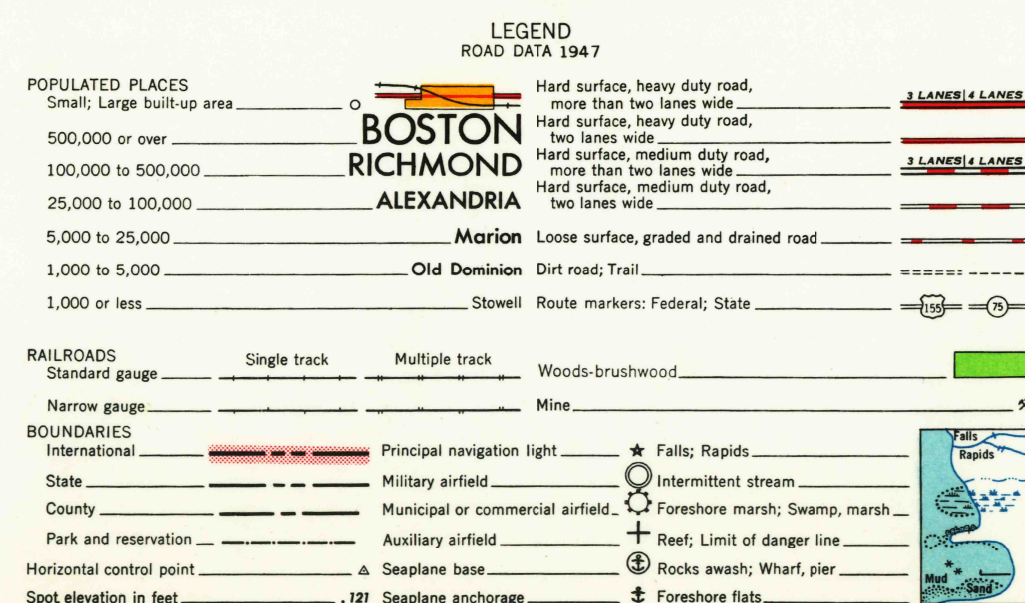 LEGEND
ROAD DATA 1947
POPULATED PLACES
Small; Large built-up area
500,000 or over BOSTON
100,000 to 500,000 RICHMOND
25,000 to 100,000 ALEXANDRIA
5,000 to 25,000 Marion
1,000 to 5,000 Old Dominion
1,000 or less Stowell
Hard surface, heavy duty road,
more than two lanes wide 3 LANES|4 LANES
Hard surface, heavy duty road,
two lanes wide
Hard surface, medium duty road,
more than two lanes wide 3 LANES|4 LANES
Hard surface, medium duty road,
two lanes wide
Loose surface, graded and drained road
Dirt road; Trail
Route markers: Federal; State 155 75
RAILROADS Single track Multiple track
Standard gauge
Narrow gauge
Woods-brushwood
Mine
BOUNDARIES
International
State
County
Park and reservation
Horizontal control point
Spot elevation in feet .121
Principal navigation light
Military airfield
Municipal or commercial airfield
Auxiliary airfield
Seaplane base
Seaplane anchorage
Falls; Rapids
Intermittent stream
Foreshore marsh; Swamp, marsh
Reef; Limit of danger line
Rocks awash; Wharf, pier
Foreshore flats
Falls
Rapids
Mud
Sand